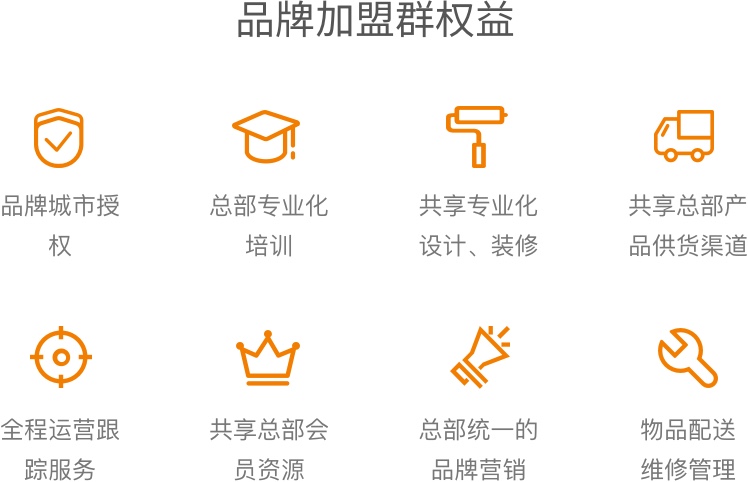 品牌加盟群权益
品牌城市授
权
总部专业化
培训
共享专业化
设计、装修
共享总部产
品供货渠道
全程运营跟
踪服务
共享总部会
员资源
总部统一的
品牌营销
物品配送
维修管理